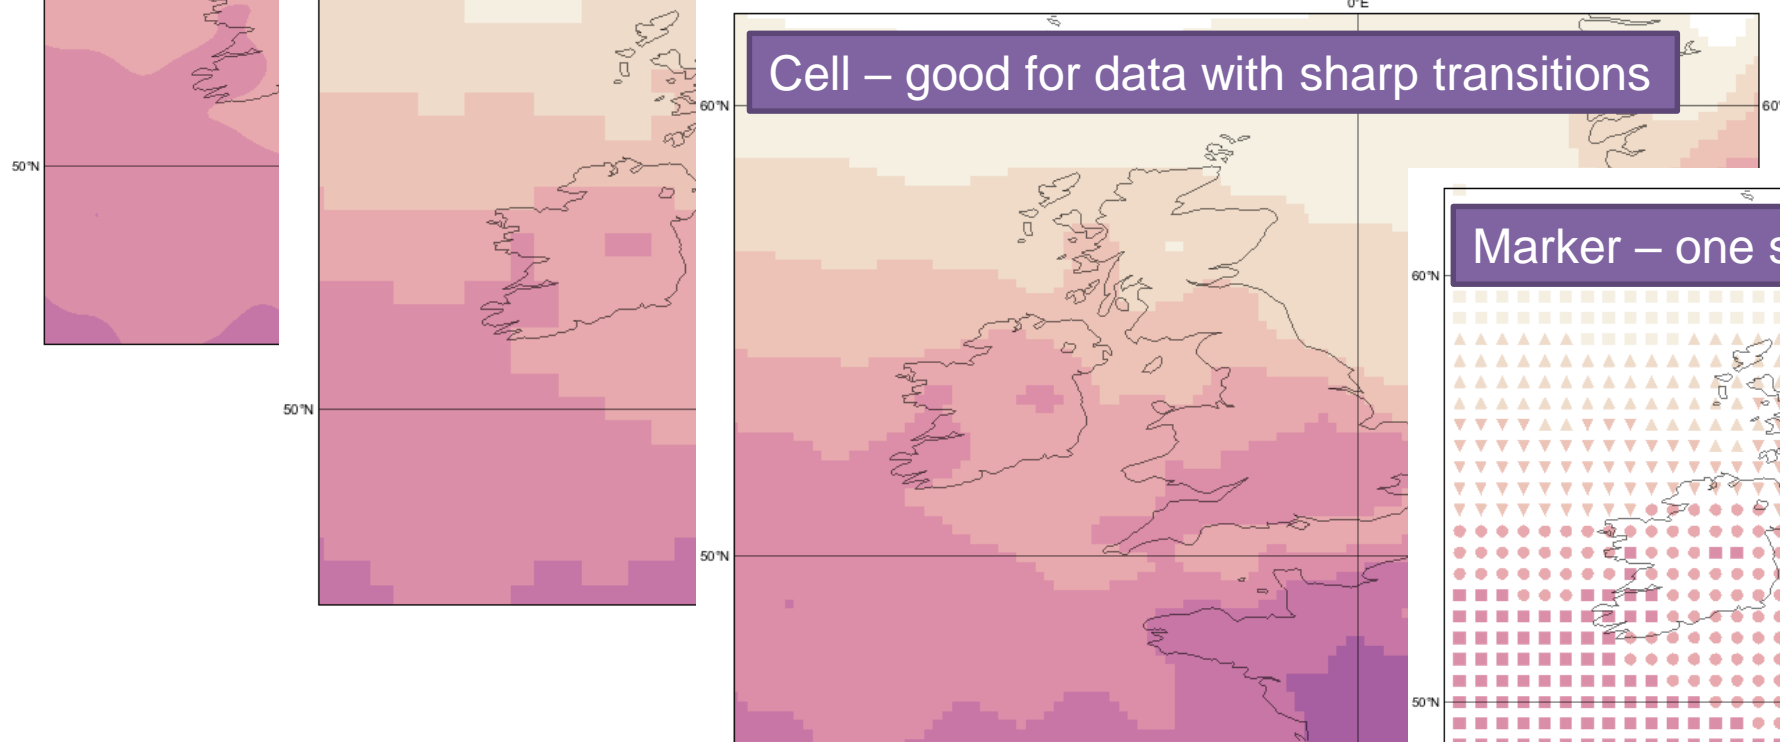 0°E
Cell – good for data with sharp transitions
60°N
60°
Marker – one s
60°N
50°N
50°N
50°N
50°N